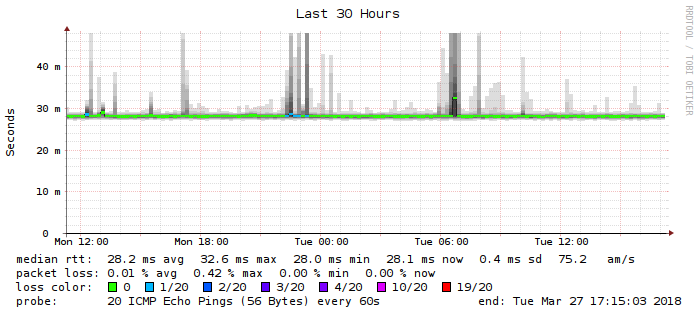 Last 30 Hours
RRDTOOL / TOBI OETIKER
Seconds
40 m
30 m
20 m
10 m
0
Mon 12:00 Mon 18:00 Tue 00:00 Tue 06:00 Tue 12:00
median rtt: 28.2 ms avg 32.6 ms max 28.0 ms min 28.1 ms now 0.4 ms sd 75.2 am/s
packet loss: 0.01 % avg 0.42 % max 0.00 % min 0.00 % now
loss color: 0 1/20 2/20 3/20 4/20 10/20 19/20
probe: 20 ICMP Echo Pings (56 Bytes) every 60s end: Tue Mar 27 17:15:03 2018